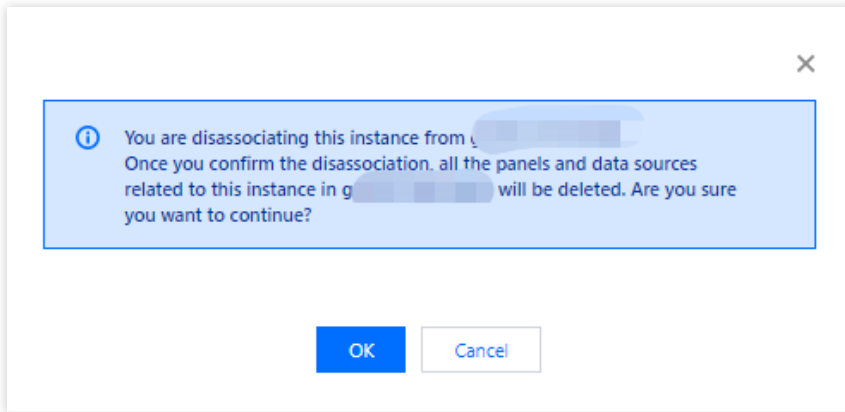 You are disassociating this instance from g
Once you confirm the disassociation, all the panels and data sources
related to this instance in g will be deleted. Are you sure
you want to continue?
OK
Cancel